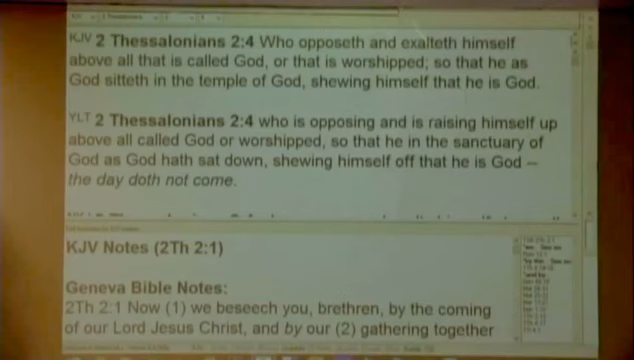 KJV 2 Thessalonians 2:4 Who opposeth and exalteth himself
above all that is called God, or that is worshipped; so that he as
God sitteth in the temple of God, shewing himself that he is God.
YLT 2 Thessalonians 2:4 who is opposing and is raising himself up
above all called God or worshipped, so that he in the sanctuary of
God as God hath sat down, shewing himself off that he is God –
the day doth not come.
KJV Notes (2Th 2:1)
Geneva Bible Notes:
2Th 2:1 Now (1) we beseech you, brethren, by the coming
of our Lord Jesus Christ, and by our (2) gathering together